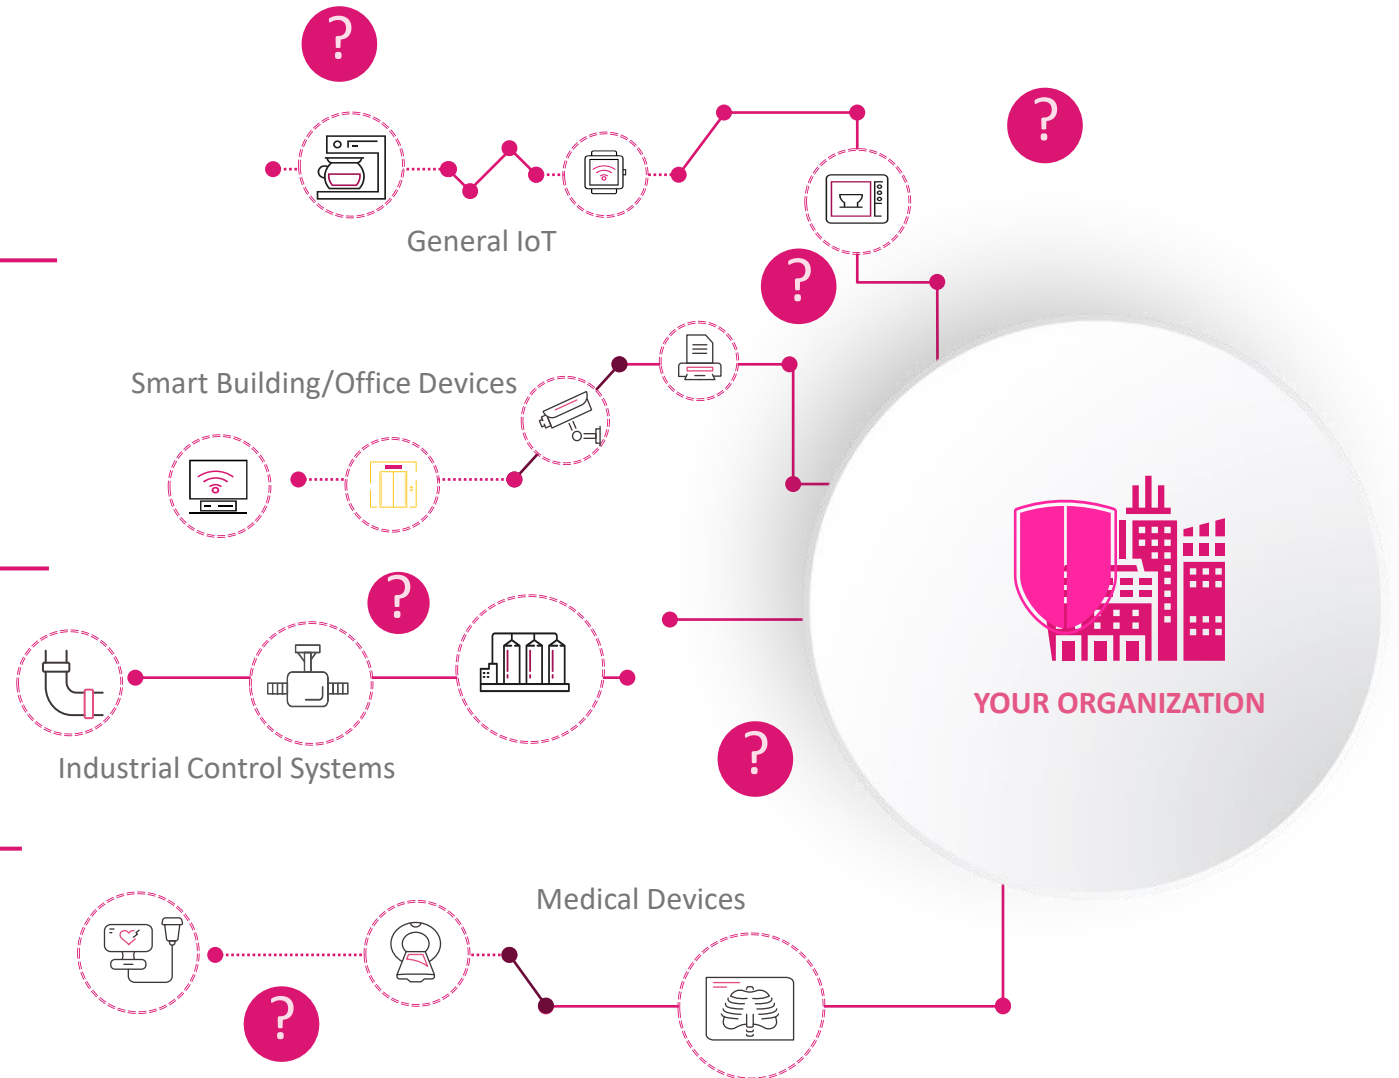 ?
?
General IoT
?
Smart Building/Office Devices
?
YOUR ORGANIZATION
?
Industrial Control Systems
Medical Devices
?